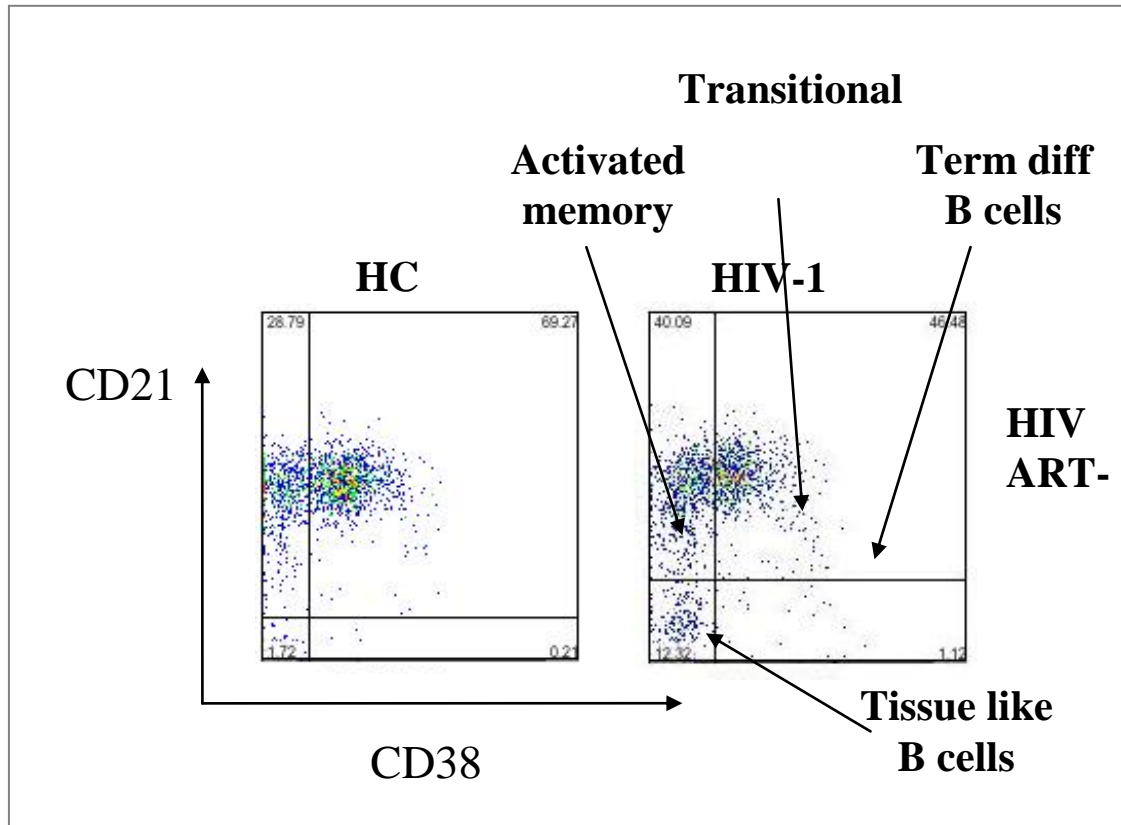 Transitional
Activated
memory
Term diff
B cells
HC
HIV-1
28.79
69.27
40.09
46.48
CD21
HIV
ART-
1.72
0.21
12.32
1.12
Tissue like
B cells
CD38